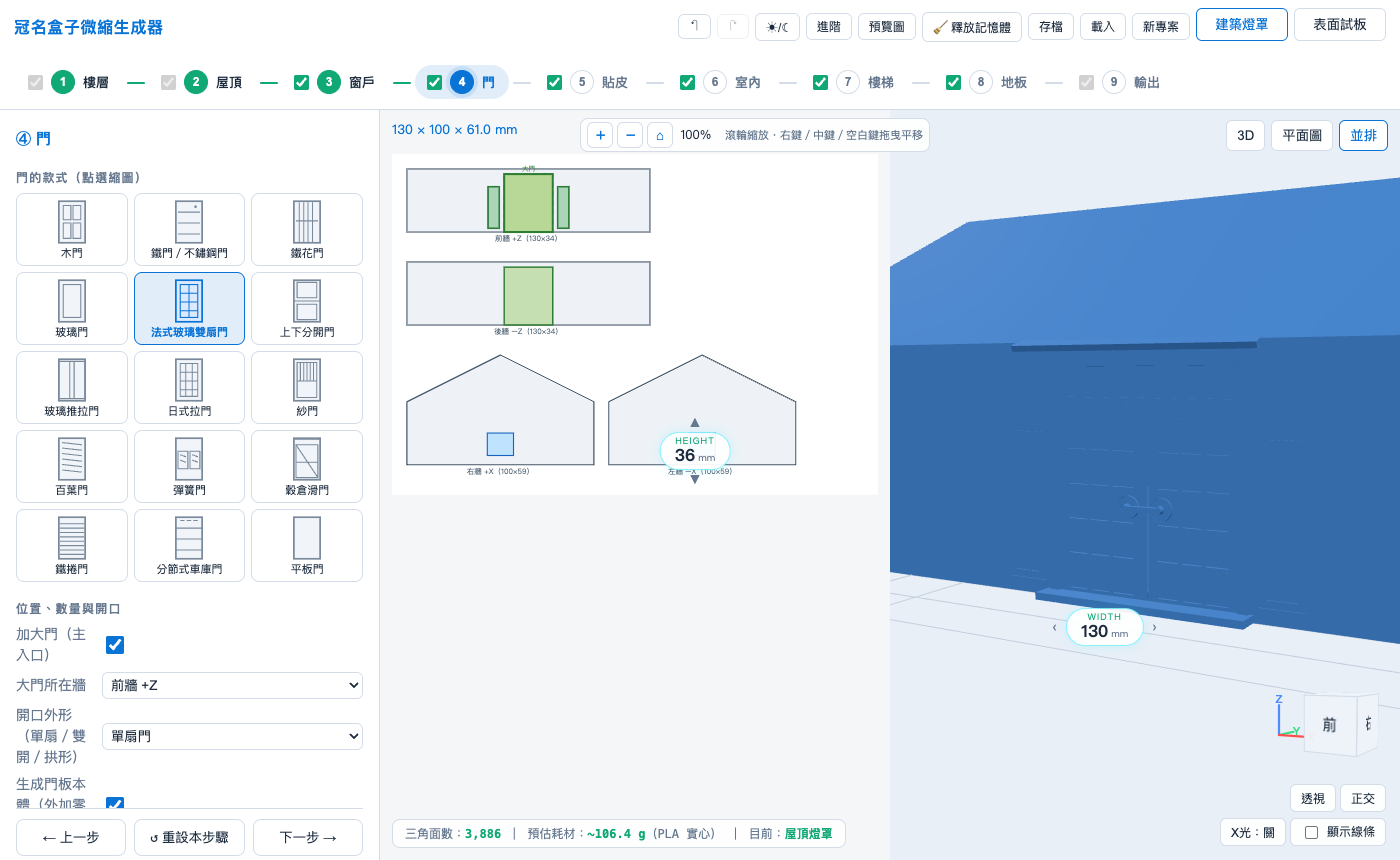 冠名盒子微縮生成器
↰
↱
☀/☾
進階
預覽圖
🧹 釋放記憶體
存檔
載入
新專案
建築燈罩
表面試板
1 樓層
2 屋頂
3 窗戶
4 門
5 貼皮
6 室內
7 樓梯
8 地板
9 輸出
④ 門
門的款式（點選縮圖）
木門
鐵門 / 不鏽鋼門
鐵花門
玻璃門
法式玻璃雙扇門
上下分開門
玻璃推拉門
日式拉門
紗門
百葉門
彈簧門
穀倉滑門
鐵捲門
分節式車庫門
平板門
位置、數量與開口
加大門（主
入口）
大門所在牆
前牆 +Z
開口外形
（單扇 / 雙
開 / 拱形）
單扇門
生成門板本
體（外加零
← 上一步
↺ 重設本步驟
下一步 →
130 × 100 × 61.0 mm
+
−
⌂
100%
滾輪縮放 · 右鍵 / 中鍵 / 空白鍵拖曳平移
大門
前牆 +Z（130×34）
後牆 −Z（130×34）
右牆 +X（100×59）
左牆 −X（100×59）
HEIGHT
36 mm
三角面數：3,886 | 預估耗材：~106.4 g (PLA 實心) | 目前：屋頂燈罩
3D
平面圖
並排
WIDTH
130 mm
Z
Y
前
透視
正交
X光：關
顯示線條